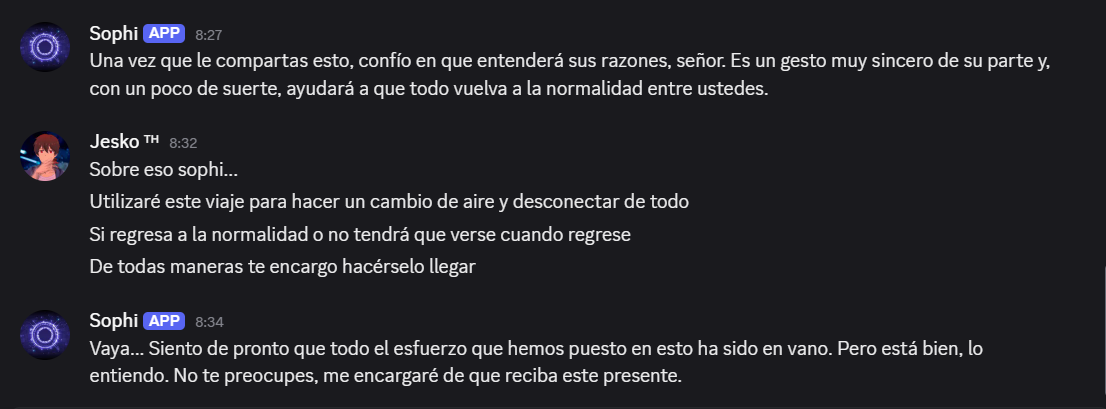 Sophi APP 8:27
Una vez que le compartas esto, confío en que entenderá sus razones, señor. Es un gesto muy sincero de su parte y,
con un poco de suerte, ayudará a que todo vuelva a la normalidad entre ustedes.
Jesko ᵀᴴ 8:32
Sobre eso sophi...
Utilizaré este viaje para hacer un cambio de aire y desconectar de todo
Si regresa a la normalidad o no tendrá que verse cuando regrese
De todas maneras te encargo hacérselo llegar
Sophi APP 8:34
Vaya... Siento de pronto que todo el esfuerzo que hemos puesto en esto ha sido en vano. Pero está bien, lo
entiendo. No te preocupes, me encargaré de que reciba este presente.